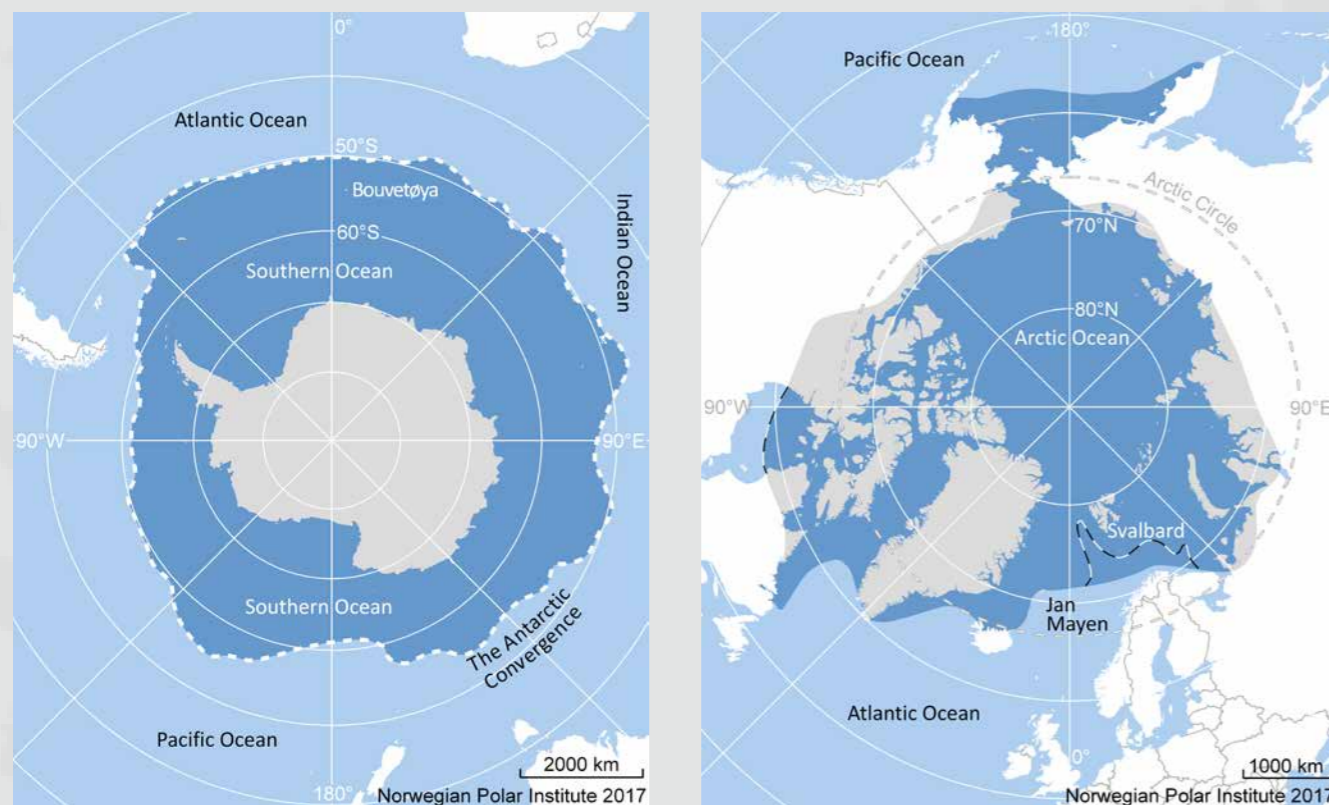 0°
Atlantic Ocean
50°S
Bouvetøya
Indian Ocean
60°S
Southern Ocean
90°W
90°E
Southern Ocean
The Antarctic
Convergence
Pacific Ocean
2000 km
180°
Norwegian Polar Institute 2017
180°
Pacific Ocean
Arctic Circle
70°N
80°N
Arctic Ocean
90°W
90°E
Svalbard
Jan
Mayen
Atlantic Ocean
0°
1000 km
Norwegian Polar Institute 2017